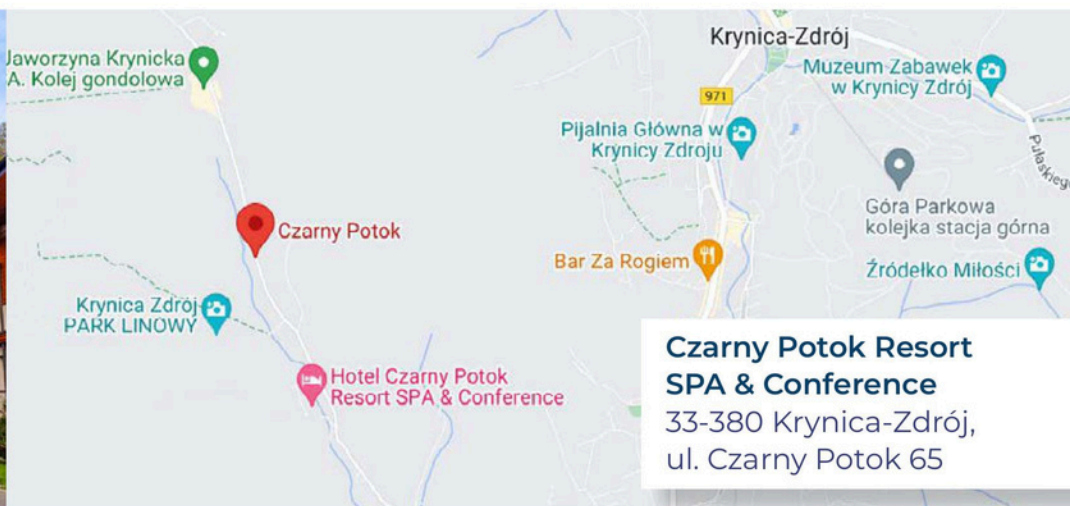 Jaworzyna Krynicka
A. Kolej gondolowa
Krynica-Zdrój
Muzeum Zabawek
w Krynicy Zdrój
971
Pijalnia Główna w
Krynicy Zdroju
Pułaskiego
Góra Parkowa
kolejka stacja górna
Czarny Potok
Bar Za Rogiem
Źródełko Miłości
Krynica Zdrój
PARK LINOWY
Hotel Czarny Potok
Resort SPA & Conference
Czarny Potok Resort
SPA & Conference
33-380 Krynica-Zdrój,
ul. Czarny Potok 65